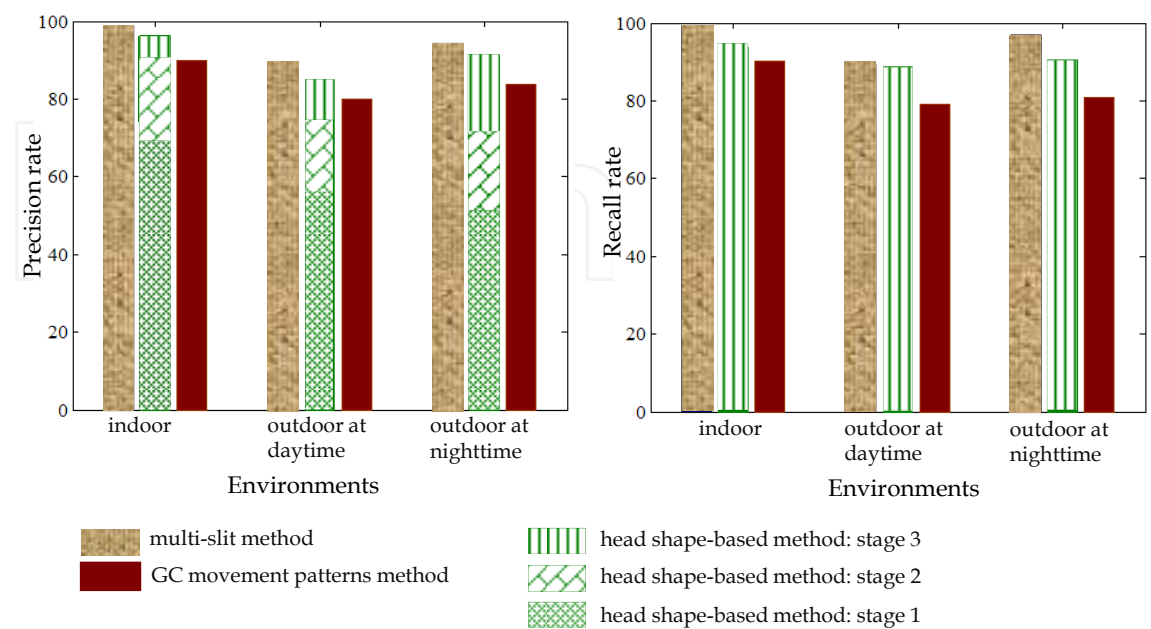 100
80
60
40
20
0
Precision rate
indoor
outdoor at
daytime
outdoor at
nighttime
Environments
100
80
60
40
20
0
Recall rate
indoor
outdoor at
daytime
outdoor at
nighttime
Environments
multi-slit method
GC movement patterns method
head shape-based method: stage 3
head shape-based method: stage 2
head shape-based method: stage 1